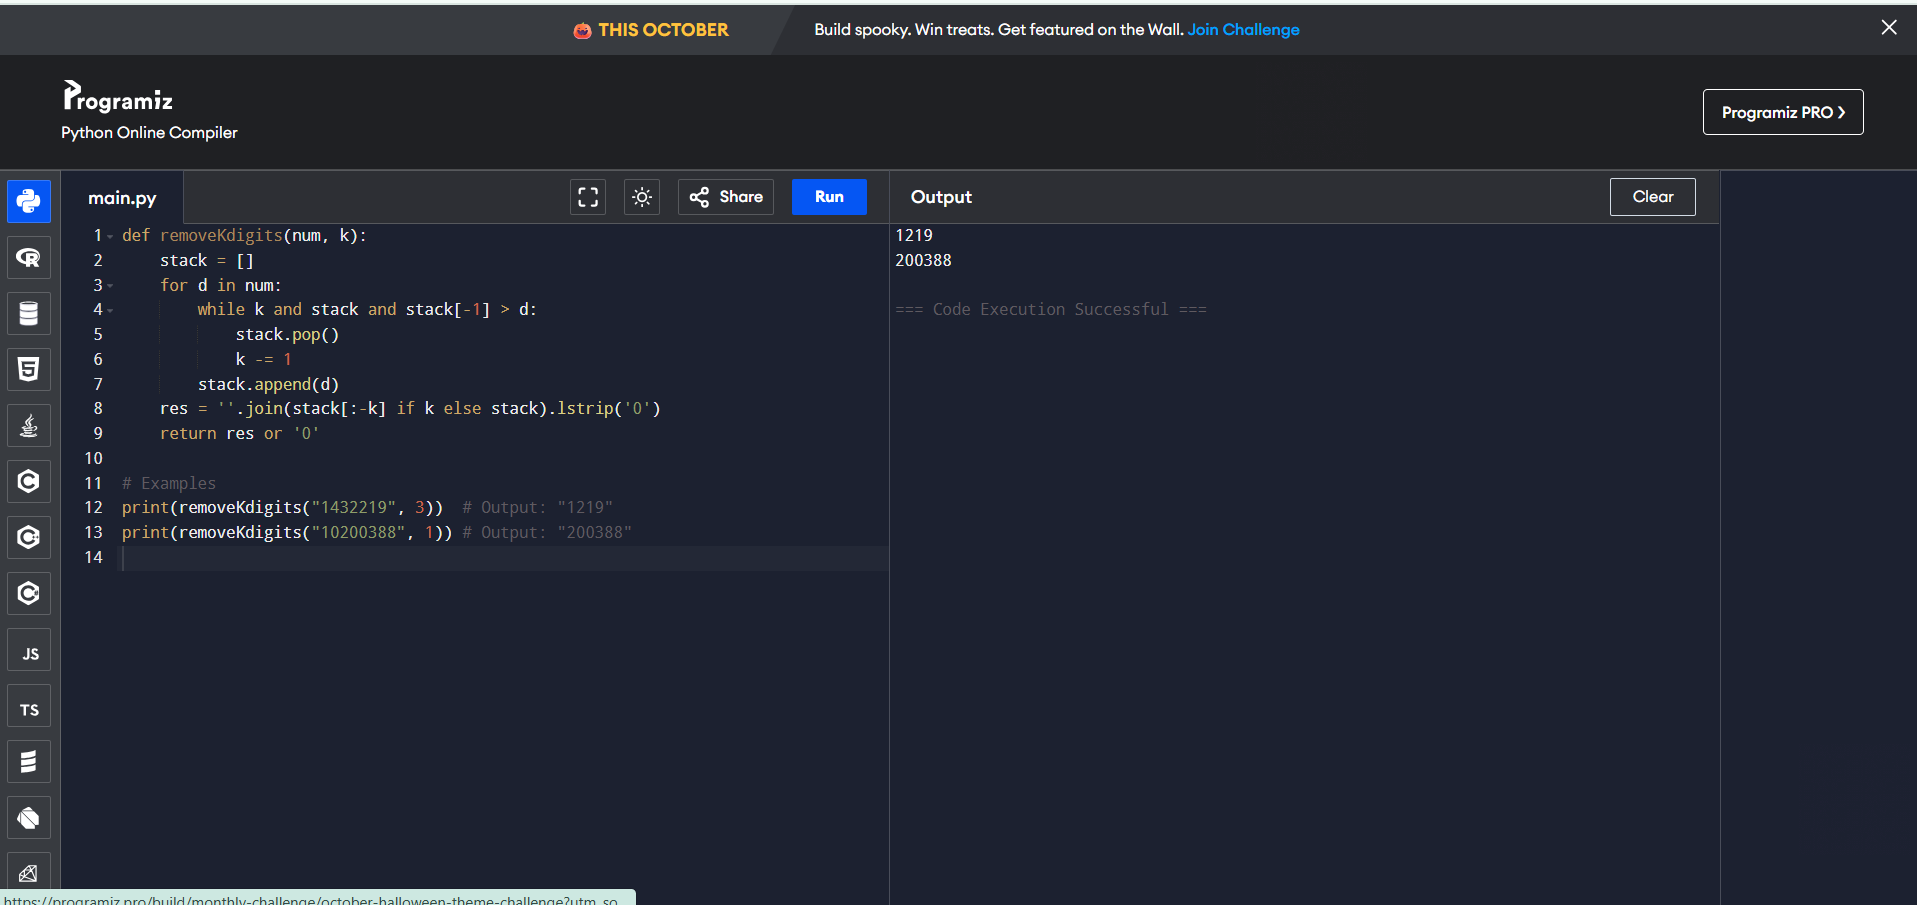 THIS OCTOBER
Build spooky. Win treats. Get featured on the Wall. Join Challenge
Programiz
Python Online Compiler
Programiz PRO
main.py
Share
Run
Output
Clear
1 def removeKdigits(num, k):
2 stack = []
3 for d in num:
4 while k and stack and stack[-1] > d:
5 stack.pop()
6 k -= 1
7 stack.append(d)
8 res = ''.join(stack[:-k] if k else stack).lstrip('0')
9 return res or '0'
10
11 # Examples
12 print(removeKdigits("1432219", 3)) # Output: "1219"
13 print(removeKdigits("10200388", 1)) # Output: "200388"
14
1219
200388
=== Code Execution Successful ===
JS
TS
https://programiz.pro/build/monthly-challenge/october-halloween-theme-challenge?utm_so...